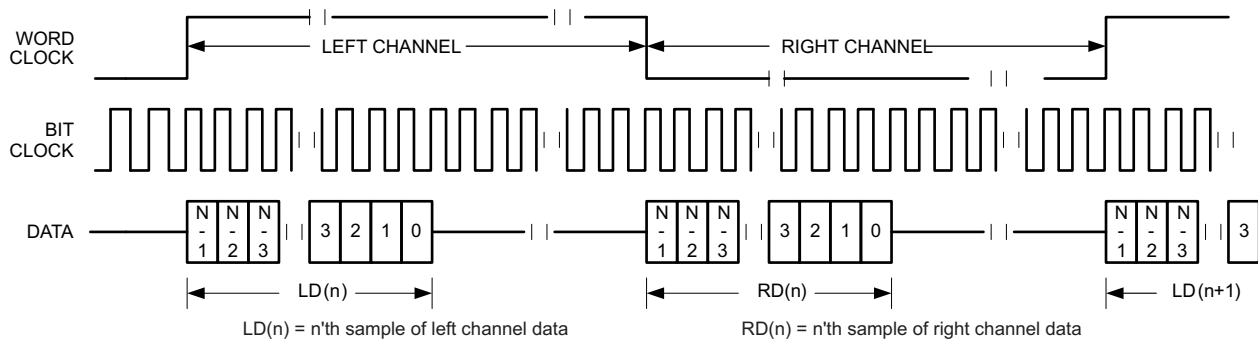 WORD
CLOCK
LEFT CHANNEL
RIGHT CHANNEL
BIT
CLOCK
DATA
N
-
1
N
-
2
N
-
3
3
2
1
0
N
-
1
N
-
2
N
-
3
3
2
1
0
N
-
1
N
-
2
N
-
3
3
LD(n)
RD(n)
LD(n+1)
LD(n) = n'th sample of left channel data
RD(n) = n'th sample of right channel data